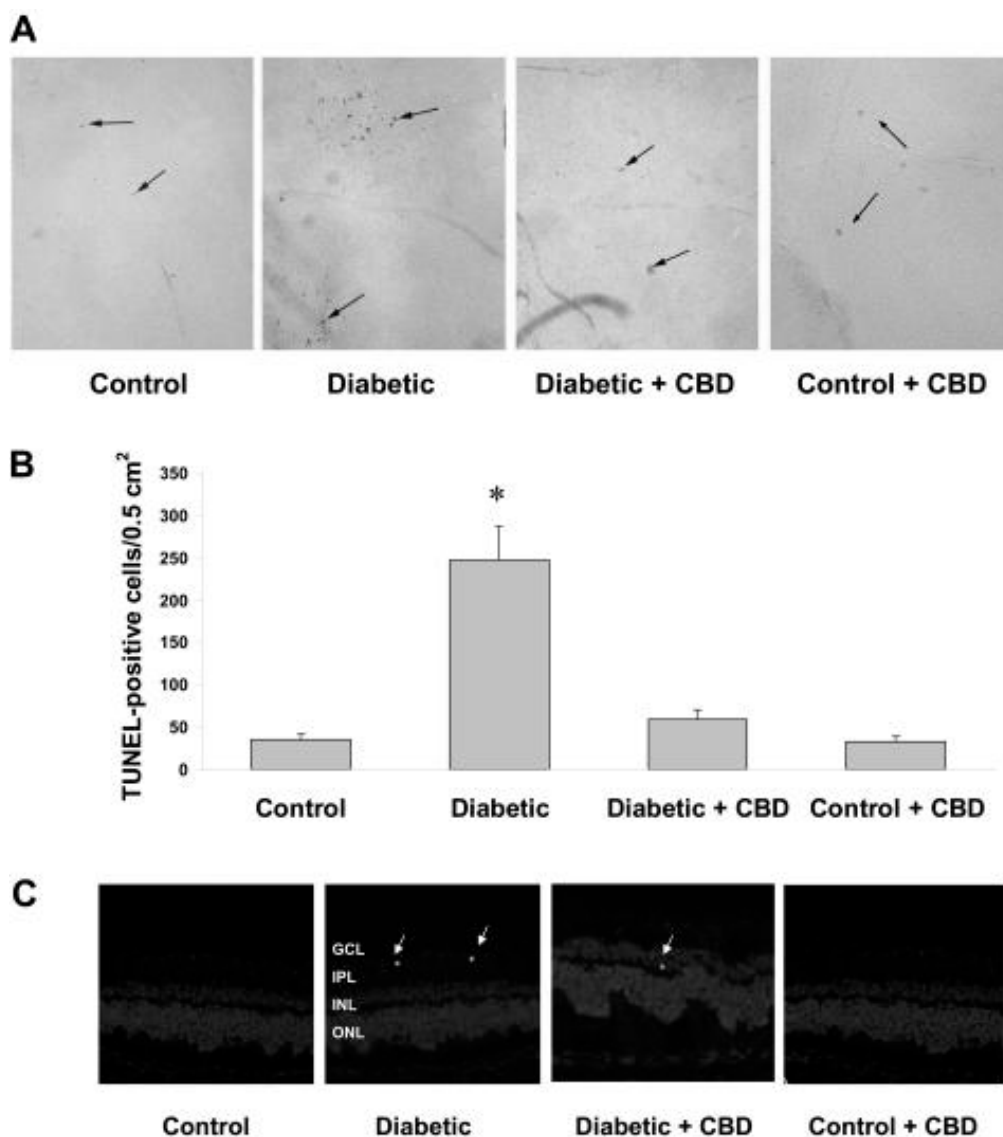 A
Control Diabetic Diabetic + CBD Control + CBD
B
TUNEL-positive cells/0.5 cm²
350
300
250
200
150
100
50
0
*
Control Diabetic Diabetic + CBD Control + CBD
C
GCL
IPL
INL
ONL
Control Diabetic Diabetic + CBD Control + CBD